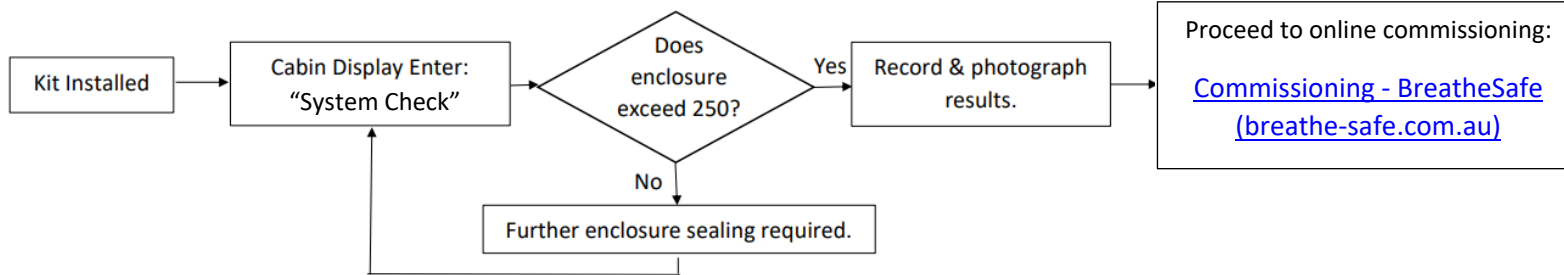 Kit Installed
Cabin Display Enter:
“System Check”
Does
enclosure
exceed 250?
Yes
Record & photograph
results.
Proceed to online commissioning:
Commissioning - BreatheSafe
(breathe-safe.com.au)
No
Further enclosure sealing required.